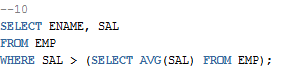 --10
SELECT ENAME, SAL
FROM EMP
WHERE SAL > (SELECT AVG(SAL) FROM EMP);